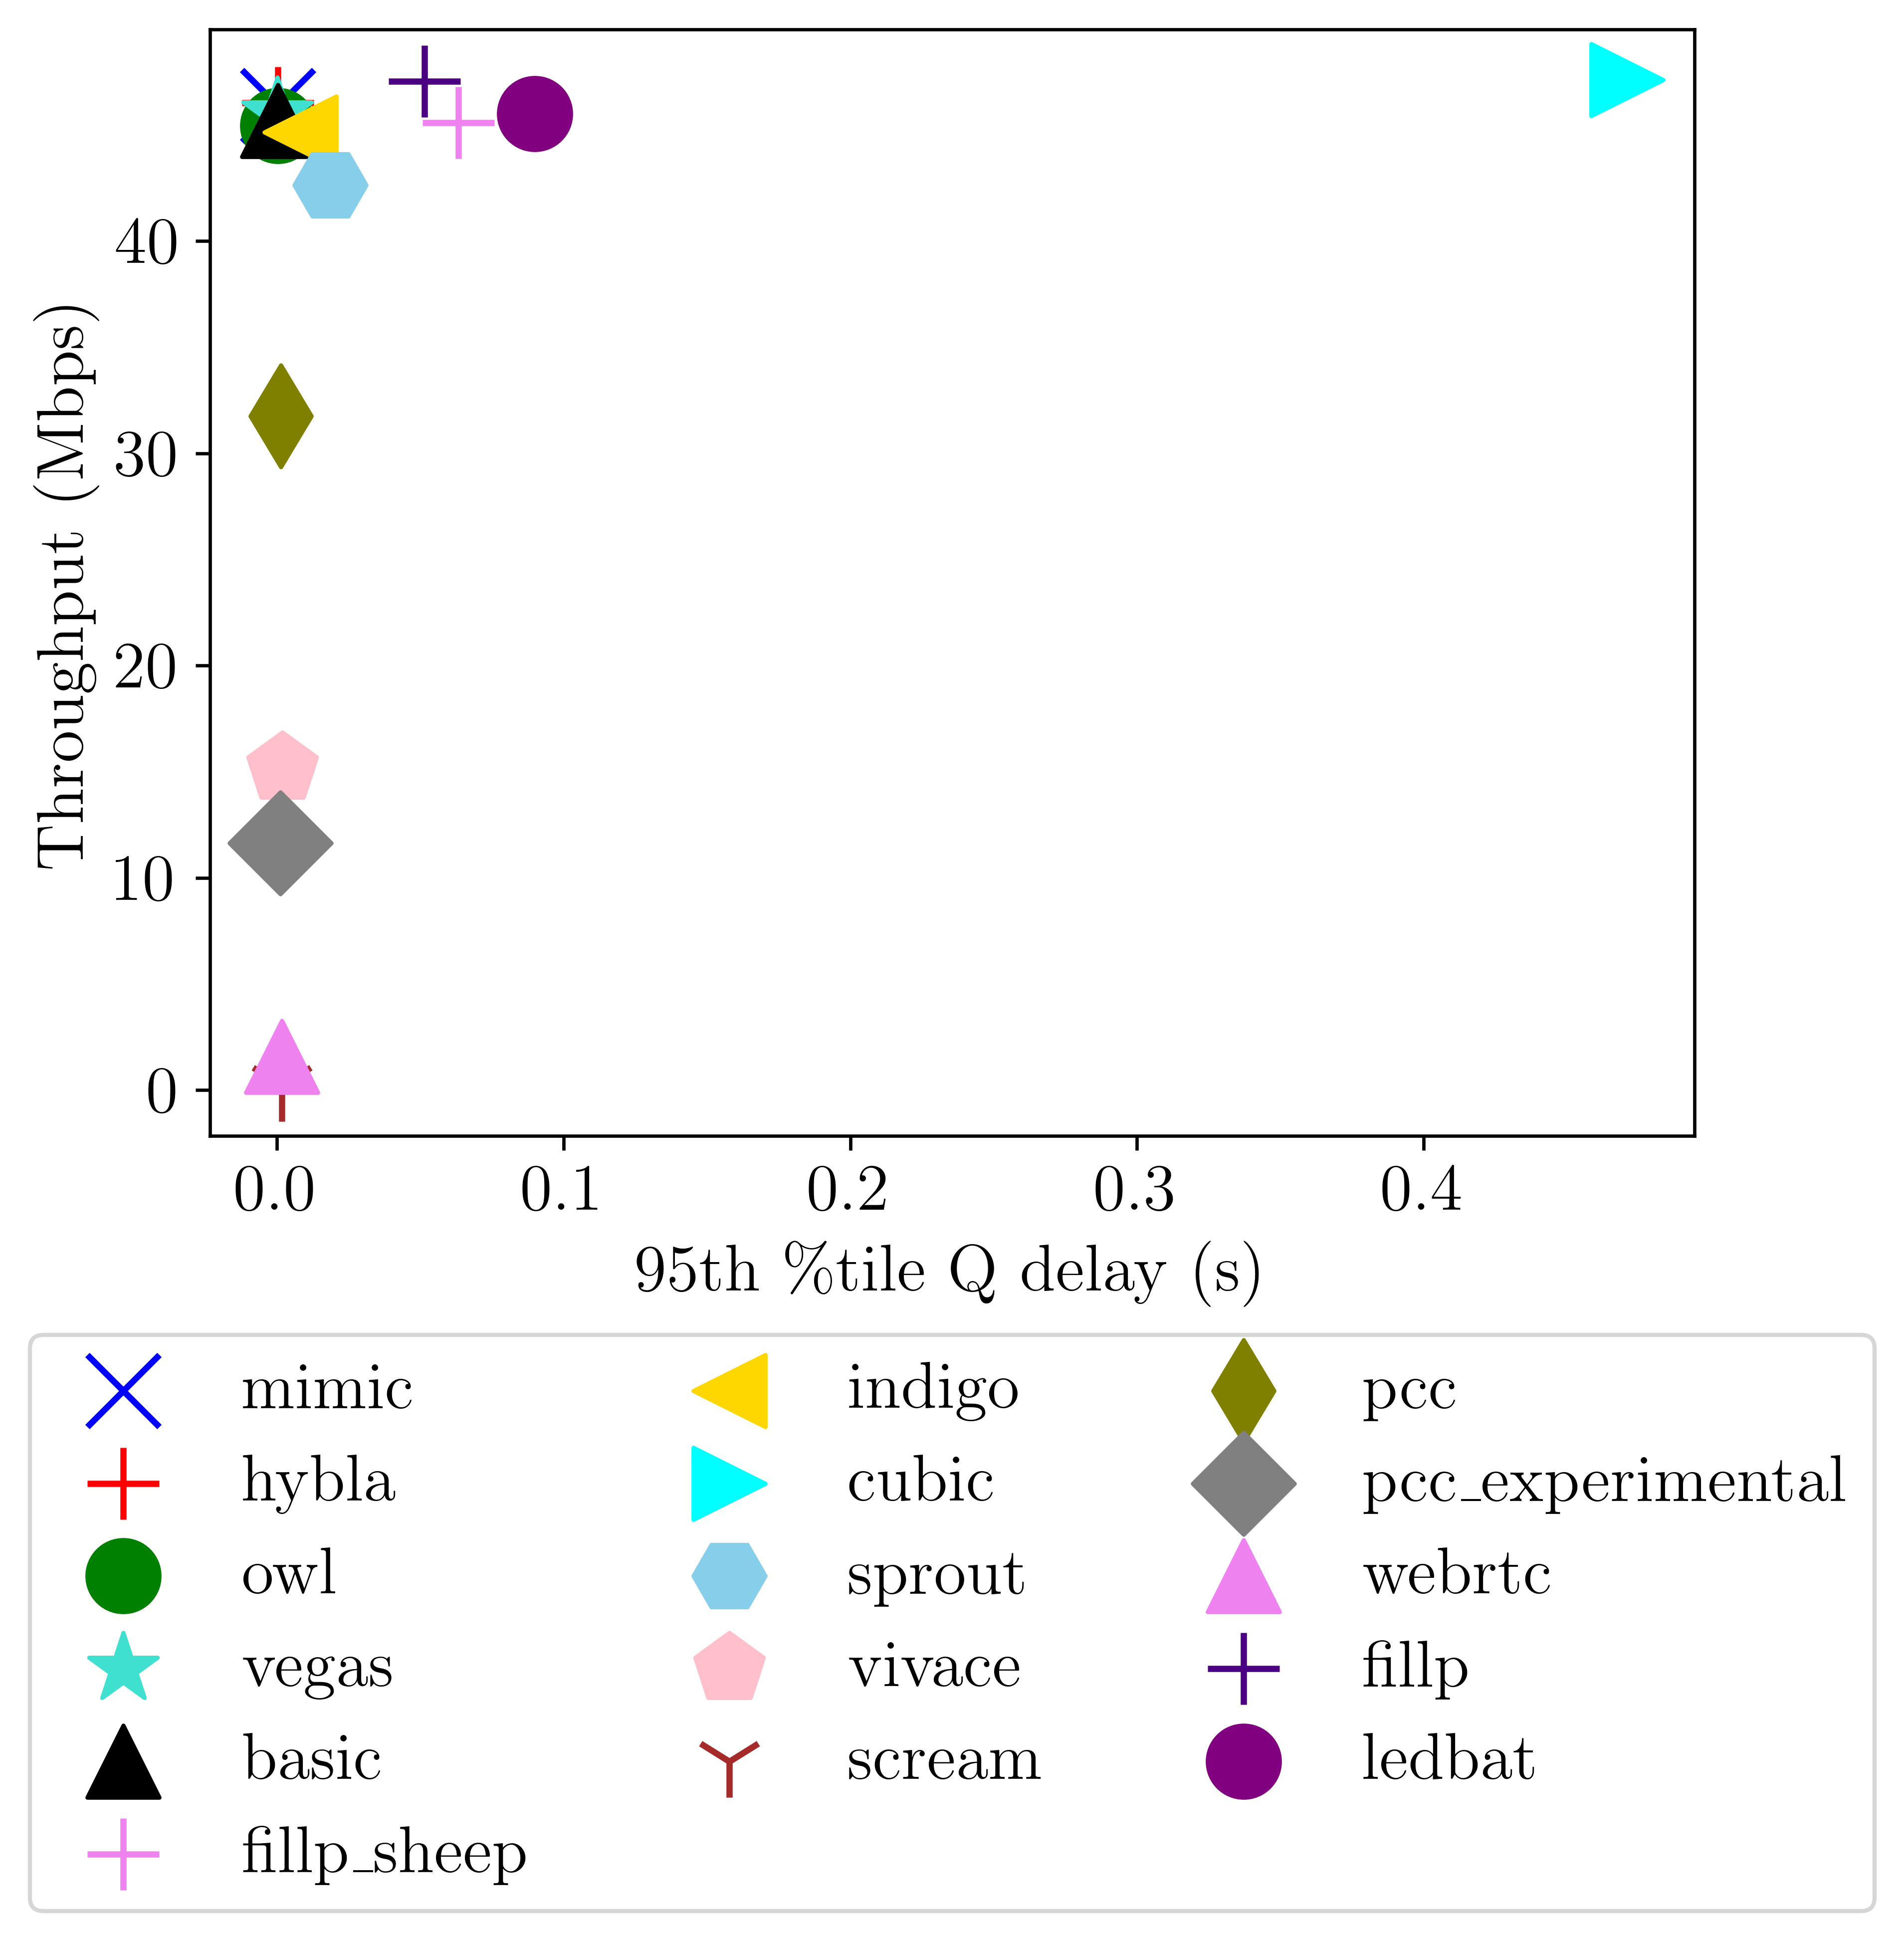 Throughput (Mbps)
40
30
20
10
0
0.0 0.1 0.2 0.3 0.4
95th %tile Q delay (s)
mimic indigo pcc
hybla cubic pcc_experimental
owl sprout webrtc
vegas vivace fillp
basic scream ledbat
fillp_sheep